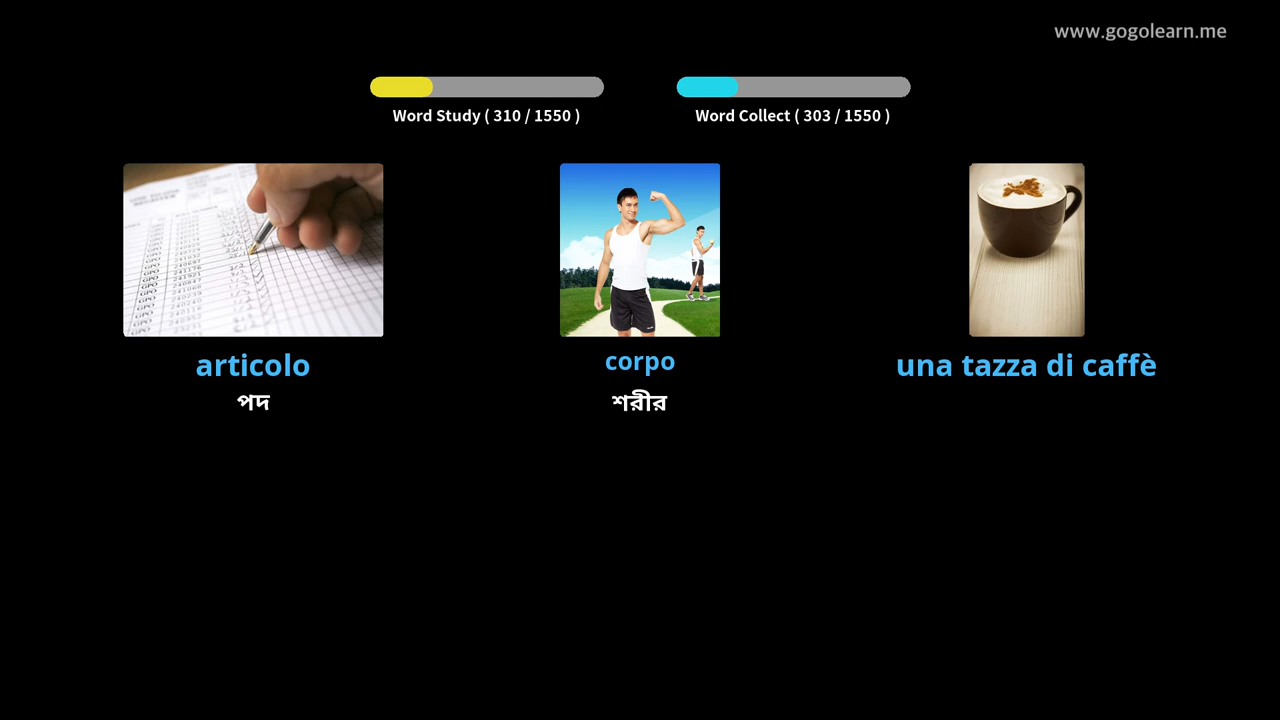 www.gogolearn.me
Word Study ( 310 / 1550 )
Word Collect ( 303 / 1550 )
articolo
পদ
corpo
শরীর
una tazza di caffè